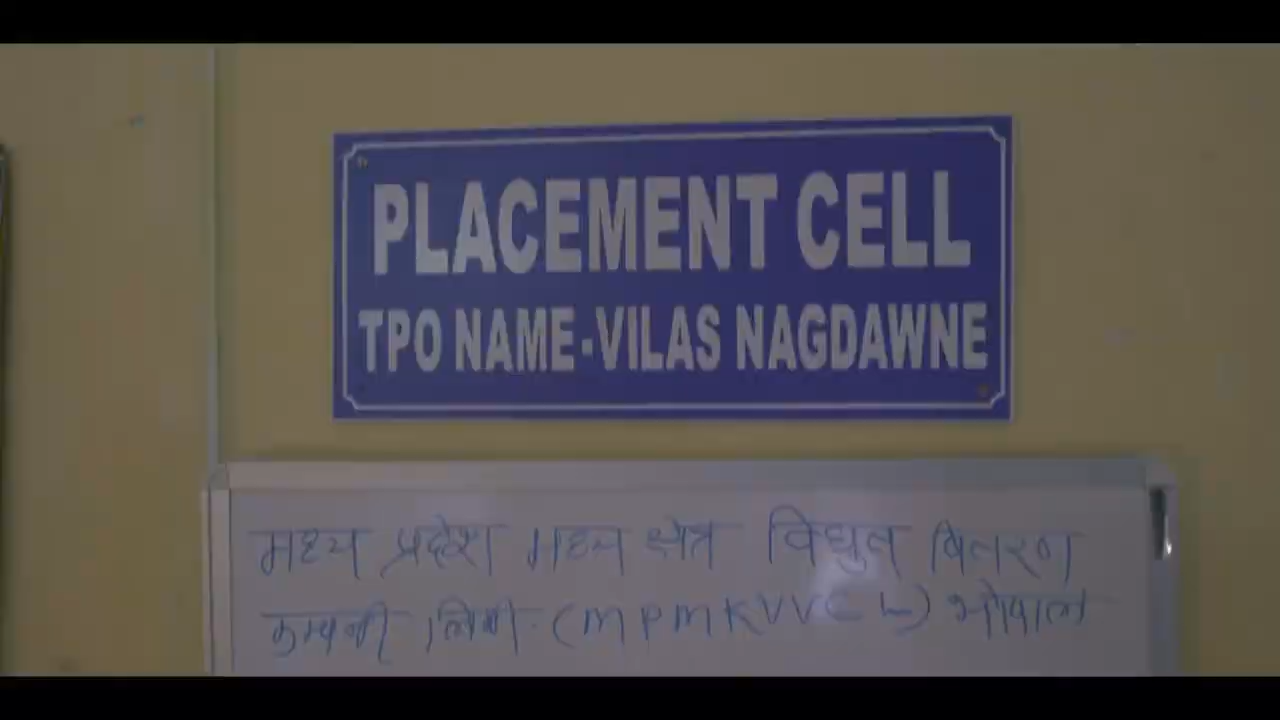 PLACEMENT CELL
TPO NAME-VILAS NAGDAWNE
मध्य प्रदेश मध्य क्षेत्र विधुत वितरण
कम्पनी लिमी. (MPMKVVCL) भोपाल